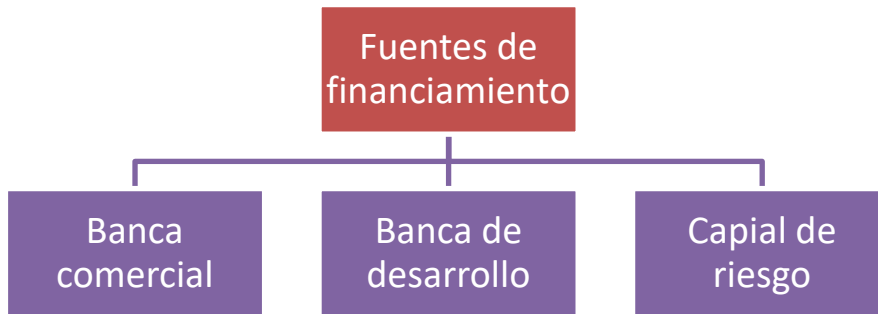 Fuentes de
financiamiento
Banca
comercial
Banca de
desarrollo
Capial de
riesgo